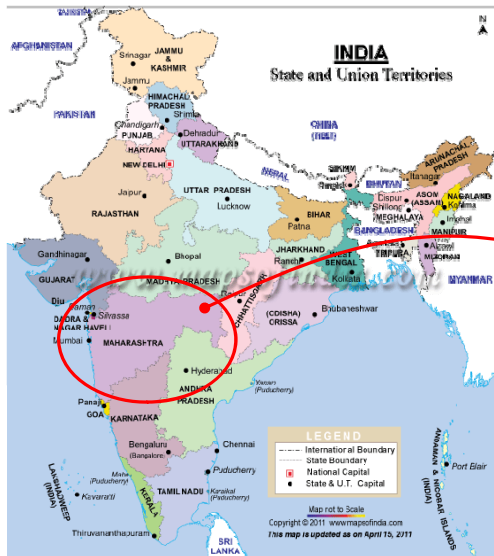 INDIA
State and Union Territories
N
AFGHANISTAN
PAKISTAN
CHINA
NEPAL
BHUTAN
BANGLADESH
MYANMAR
JAMMU &
KASHMIR
Srinagar
Jammu
HIMACHAL
PRADESH
Shimla
Chandigarh
PUNJAB
Dehradun
UTTARAKHAND
HARYANA
NEW DELHI
UTTAR PRADESH
Lucknow
Jaipur
RAJASTHAN
SIKKIM
ARUNACHAL
PRADESH
Itanagar
Dispur
ASOM
(ASSAM)
NAGALAND
Kohima
Shillong
MEGHALAYA
Imphal
MANIPUR
TRIPURA
BIHAR
Patna
JHARKHAND
Ranchi
WEST
BENGAL
Kolkata
Gandhinagar
GUJARAT
Bhopal
MADHYA PRADESH
CHHATTISGARH
Diu
Daman
Silvassa
DADRA &
NAGAR HAVELI
Mumbai
MAHARASHTRA
(ODISHA)
ORISSA
Bhubaneshwar
Hyderabad
ANDHRA
PRADESH
Yanam
(Puducherry)
Panaji
GOA
KARNATAKA
Bengaluru
(Bangalore)
Chennai
Puducherry
Mahe
(Puducherry)
Karaikal
(Puducherry)
TAMIL NADU
KERALA
Thiruvananthapuram
LAKSHADWEEP
(INDIA)
Kavaratti
SRI
LANKA
ANDAMAN & NICOBAR ISLANDS
(INDIA)
Port Blair
LEGEND
International Boundary
State Boundary
National Capital
State & U.T. Capital
Map not to Scale
Copyright © 2011 www.mapsofindia.com
This map is updated as on April 15, 2011